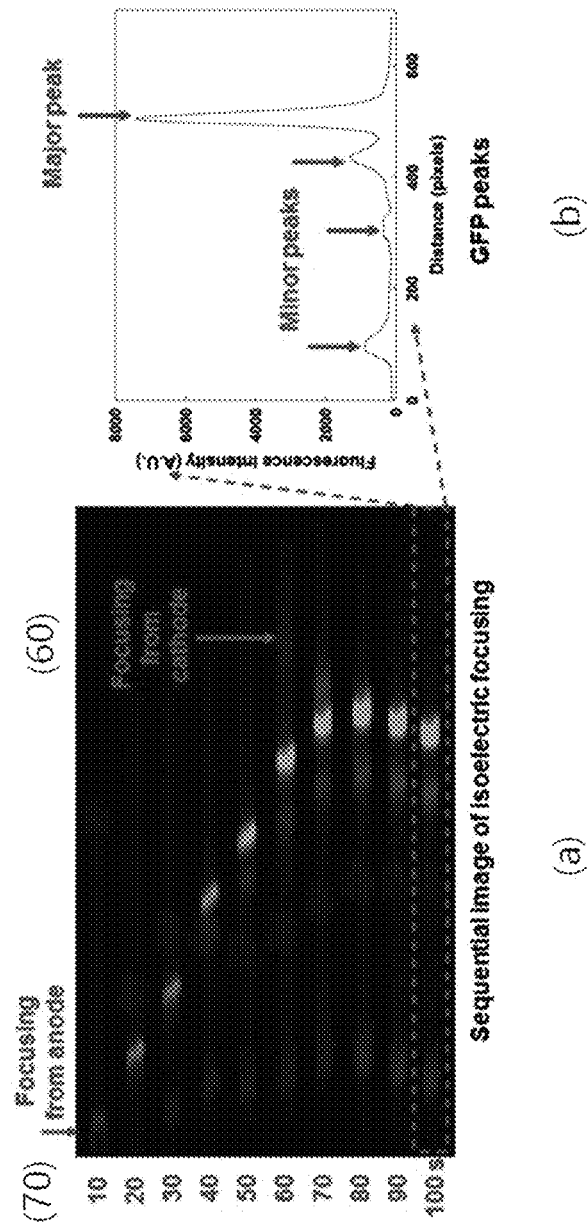 (70)
Focusing
from anode
(60)
10
20
30
40
50
60
70
80
90
100 s
Focusing
from
cathode
Sequential image of isoelectric focusing
(a)
Major peak
Minor peaks
8000
6000
4000
2000
0
Fluorescence Intensity (A.U.)
0
200
400
600
Distance (pixels)
GFP peaks
(b)